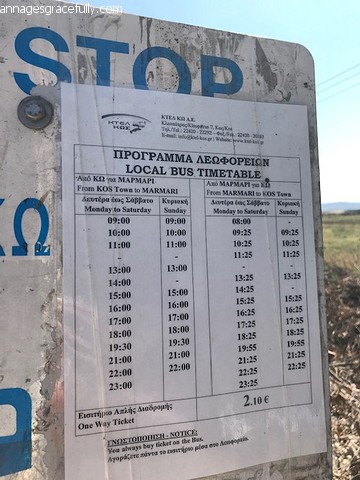 annagesgracefully.com
STOP
ΚΩ
ΚΤΕΛ
ΚΩΣ
ΚΤΕΛ ΚΩ Α.Ε.
ΠΡΟΓΡΑΜΜΑ ΛΕΩΦΟΡΕΙΩΝ
LOCAL BUS TIMETABLE
Από ΚΩ για ΜΑΡΜΑΡΙ Από ΜΑΡΜΑΡΙ για ΚΩ
From KOS Town to MARMARI From MARMARI to KOS Town
Δευτέρα έως Σάββατο Κυριακή Δευτέρα έως Σάββατο Κυριακή
Monday to Saturday Sunday Monday to Saturday Sunday
09:00 09:00 08:00
10:00 10:00 09:25 09:25
11:00 11:00 10:25 10:25
11:25 11:25
13:00 13:00 13:25 13:25
14:00 - 14:25 -
15:00 15:00 15:25 15:25
16:00 16:00 16:25 16:25
17:00 17:00 17:25 17:25
18:00 18:00 18:25 18:25
19:30 19:30 19:55 19:55
21:00 21:00 21:25 21:25
22:00 22:00 22:25 22:25
23:00 23:25
Εισιτήριο Απλής Διαδρομής
One Way Ticket 2.10 €
ΓΝΩΣΤΟΠΟΙΗΣΗ - NOTICE:
You always buy ticket on the Bus.
Αγοράζετε πάντα το εισιτήριο μέσα στο Λεωφορείο.